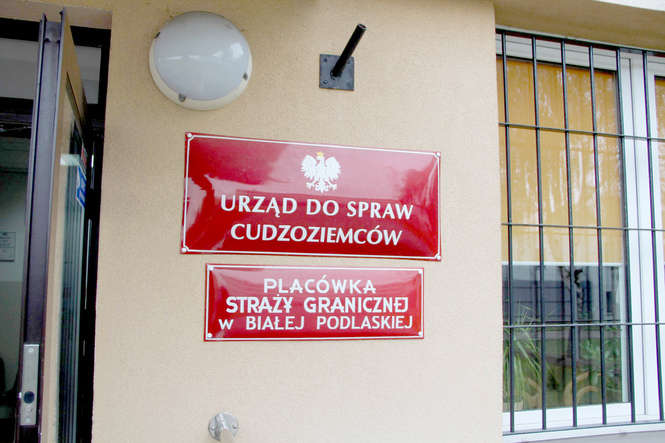 URZĄD DO SPRAW
CUDZOZIEMCÓW
PLACÓWKA
STRAŻY GRANICZNEJ
w BIAŁEJ PODLASKIEJ